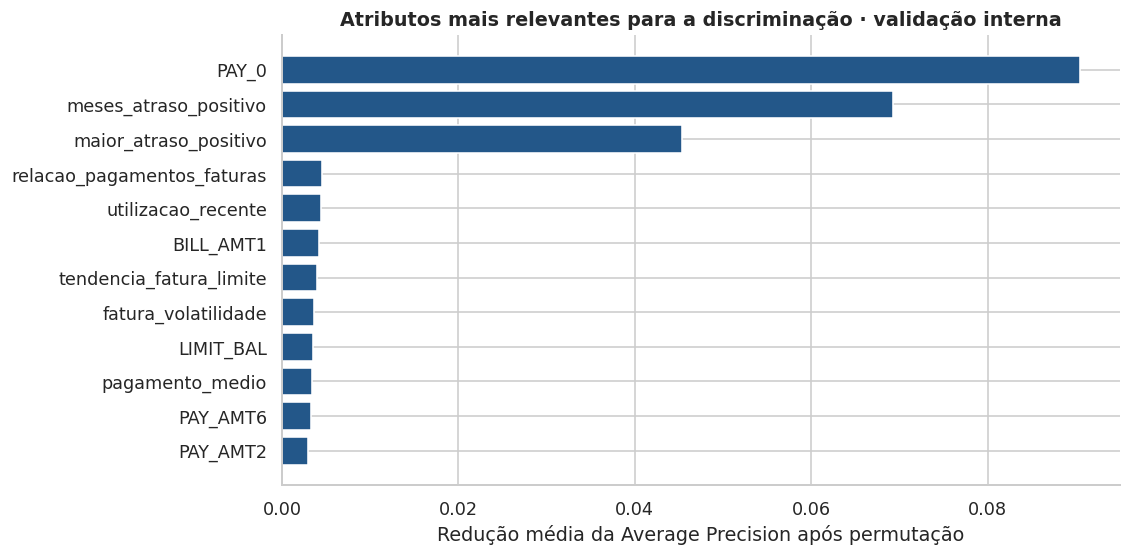 Atributos mais relevantes para a discriminação · validação interna
PAY_0
meses_atraso_positivo
maior_atraso_positivo
relacao_pagamentos_faturas
utilizacao_recente
BILL_AMT1
tendencia_fatura_limite
fatura_volatilidade
LIMIT_BAL
pagamento_medio
PAY_AMT6
PAY_AMT2
0.00 0.02 0.04 0.06 0.08
Redução média da Average Precision após permutação